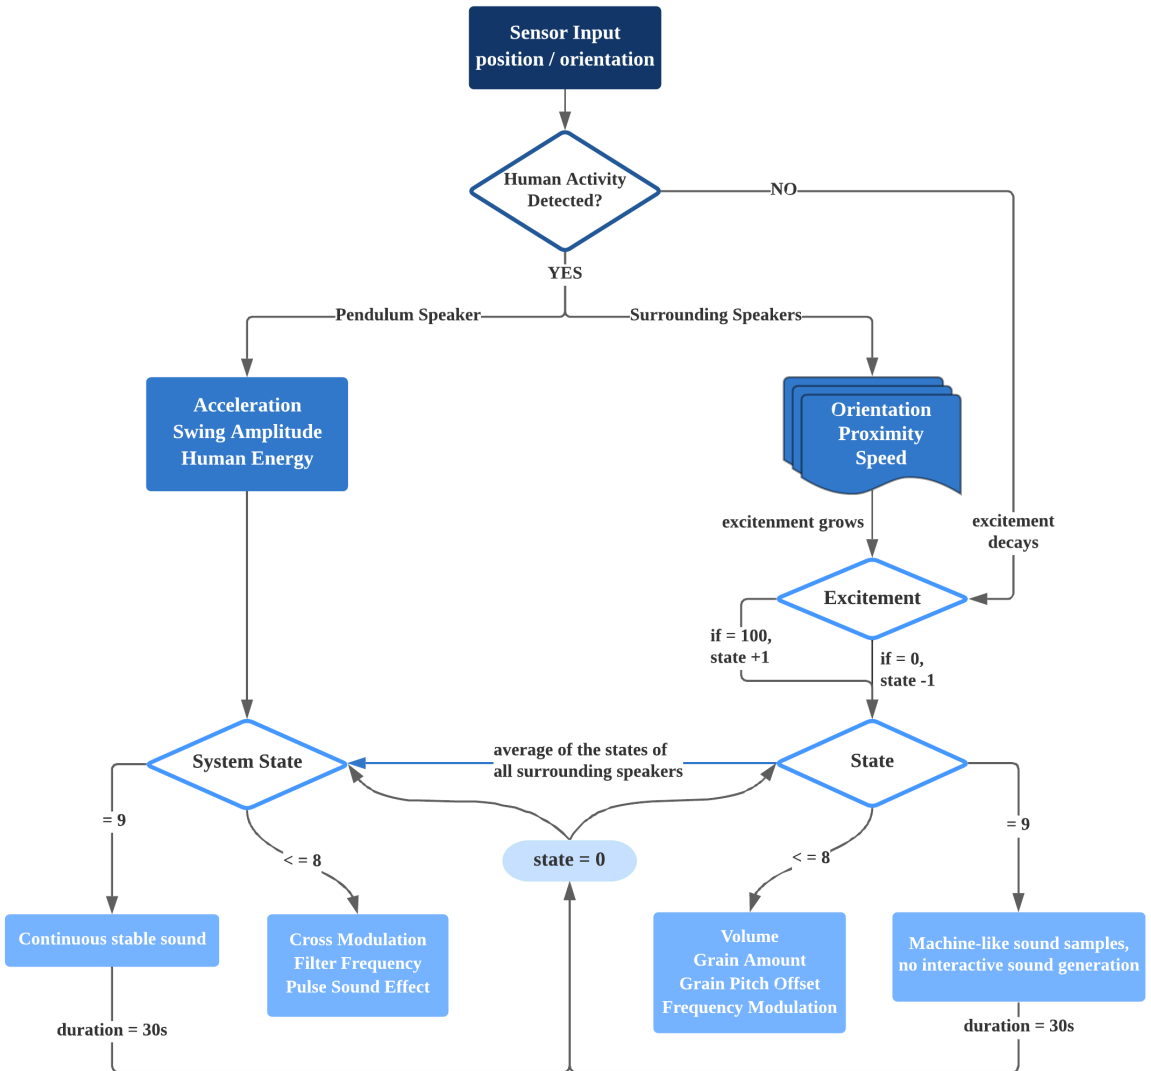 Sensor Input
position / orientation
Human Activity
Detected?
NO
YES
Pendulum Speaker
Surrounding Speakers
Acceleration
Swing Amplitude
Human Energy
Orientation
Proximity
Speed
excitenment grows
excitement
decays
Excitement
if = 100,
state +1
if = 0,
state -1
System State
average of the states of
all surrounding speakers
State
= 9
< = 8
state = 0
< = 8
= 9
Continuous stable sound
Cross Modulation
Filter Frequency
Pulse Sound Effect
Volume
Grain Amount
Grain Pitch Offset
Frequency Modulation
Machine-like sound samples,
no interactive sound generation
duration = 30s
duration = 30s